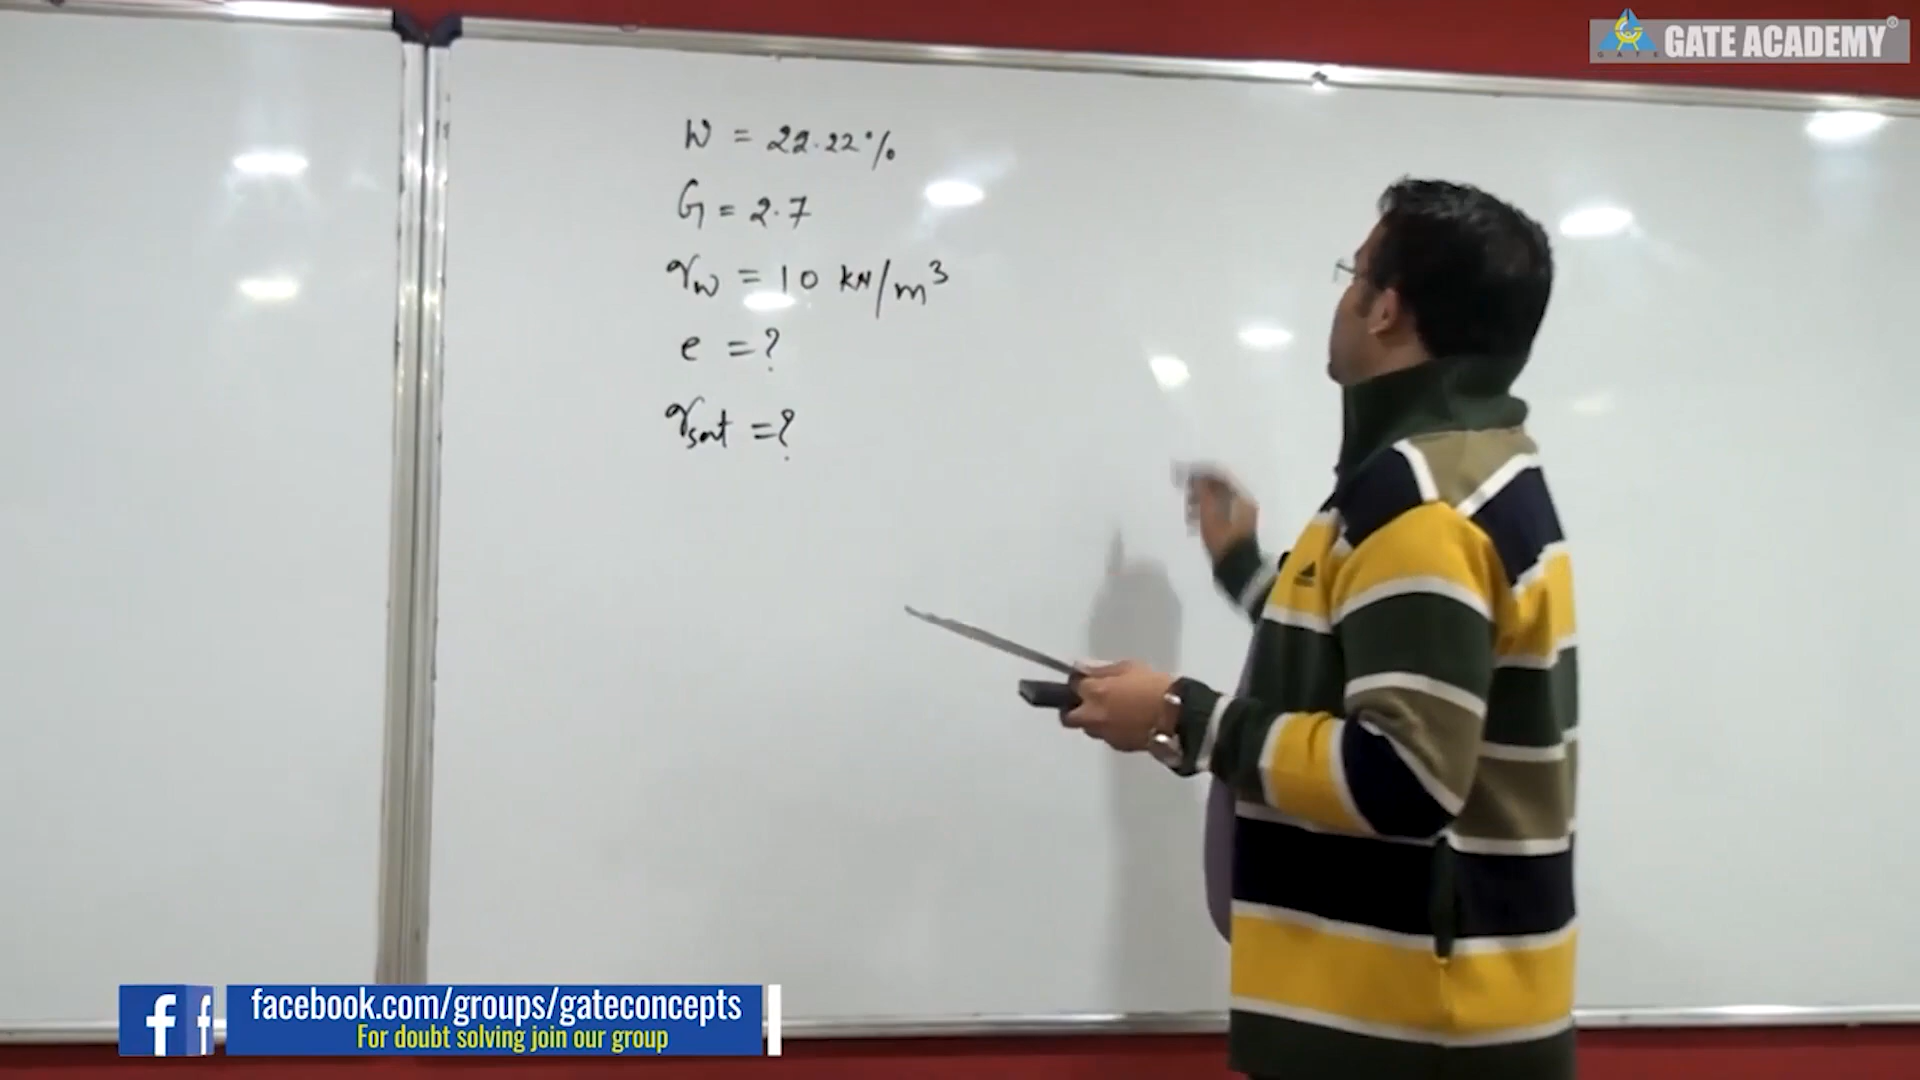 GATE ACADEMY
GATE
W = 22.22%
G = 2.7
γw = 10 kN/m³
e = ?
γsat = ?
facebook.com/groups/gateconcepts
For doubt solving join our group